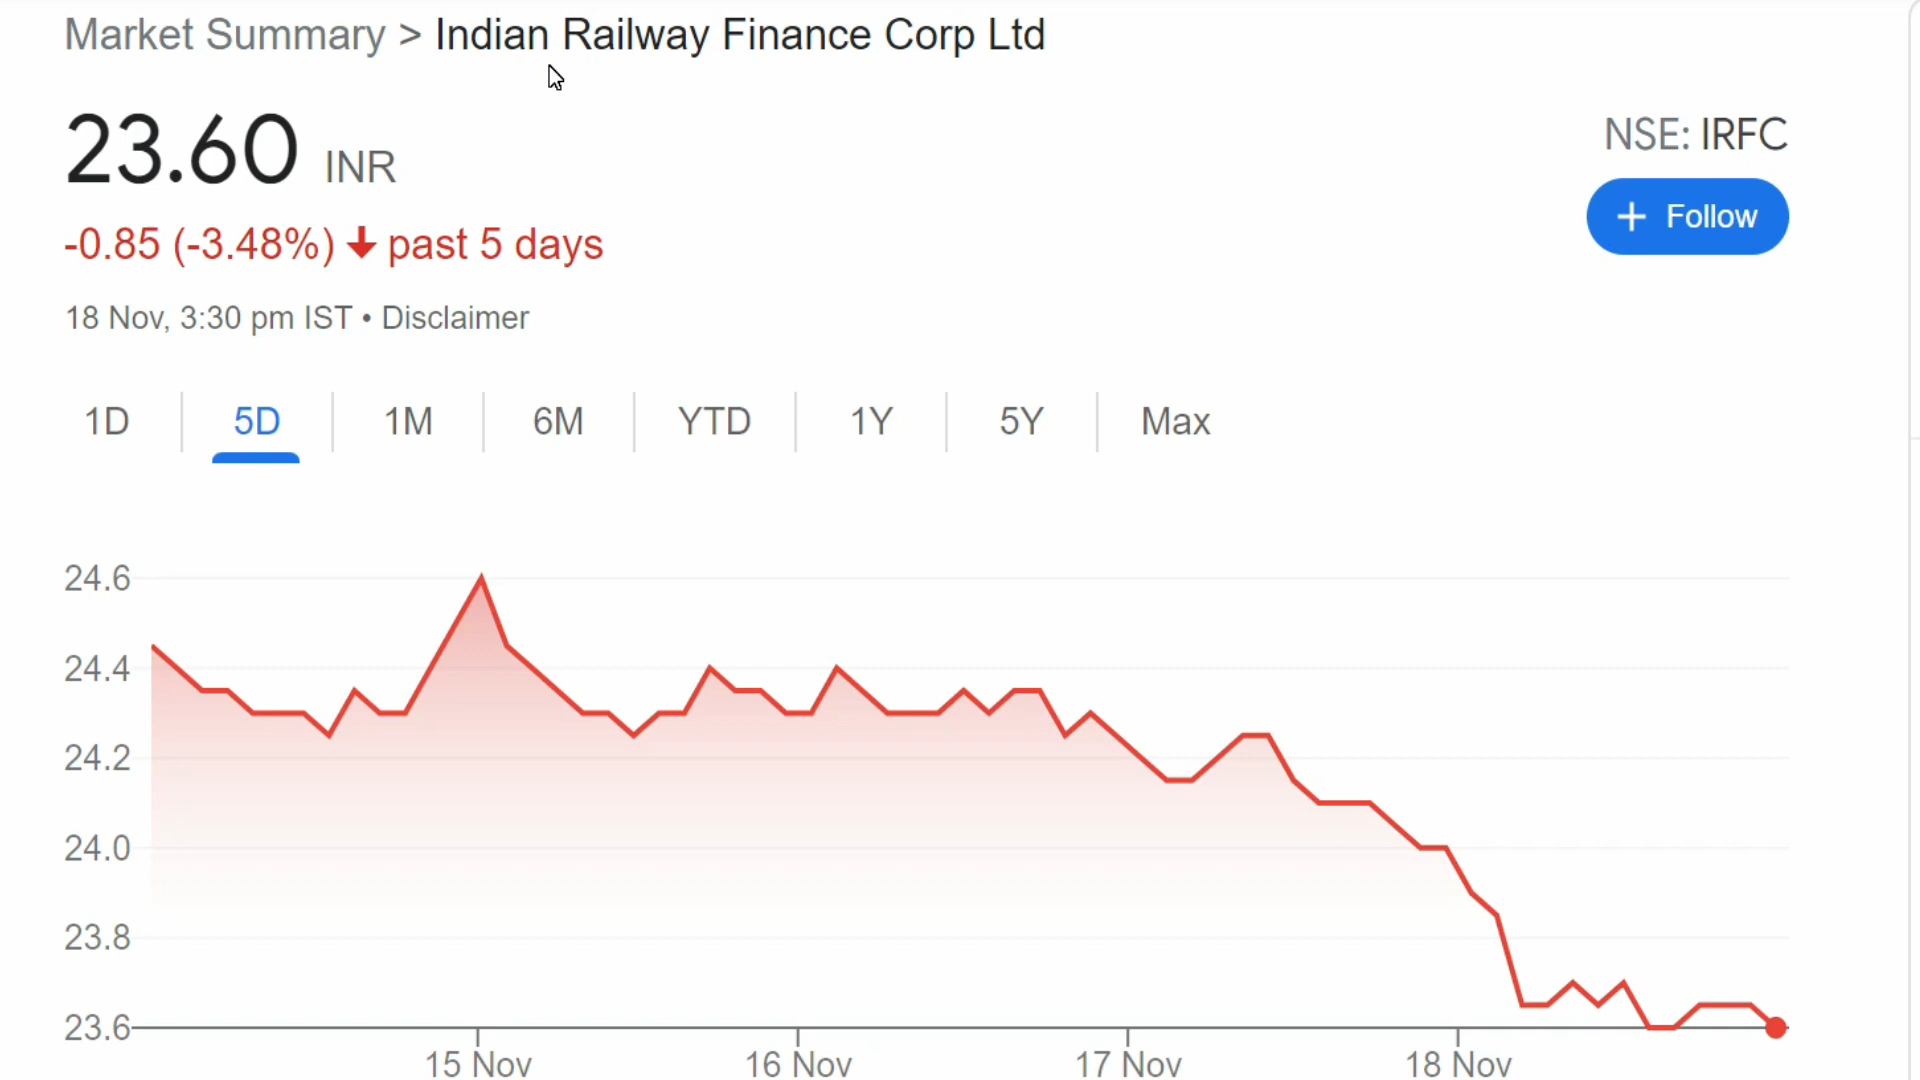 Market Summary > Indian Railway Finance Corp Ltd
23.60 INR
NSE: IRFC
+ Follow
-0.85 (-3.48%) ↓ past 5 days
18 Nov, 3:30 pm IST • Disclaimer
1D 5D 1M 6M YTD 1Y 5Y Max
24.6
24.4
24.2
24.0
23.8
23.6
15 Nov 16 Nov 17 Nov 18 Nov